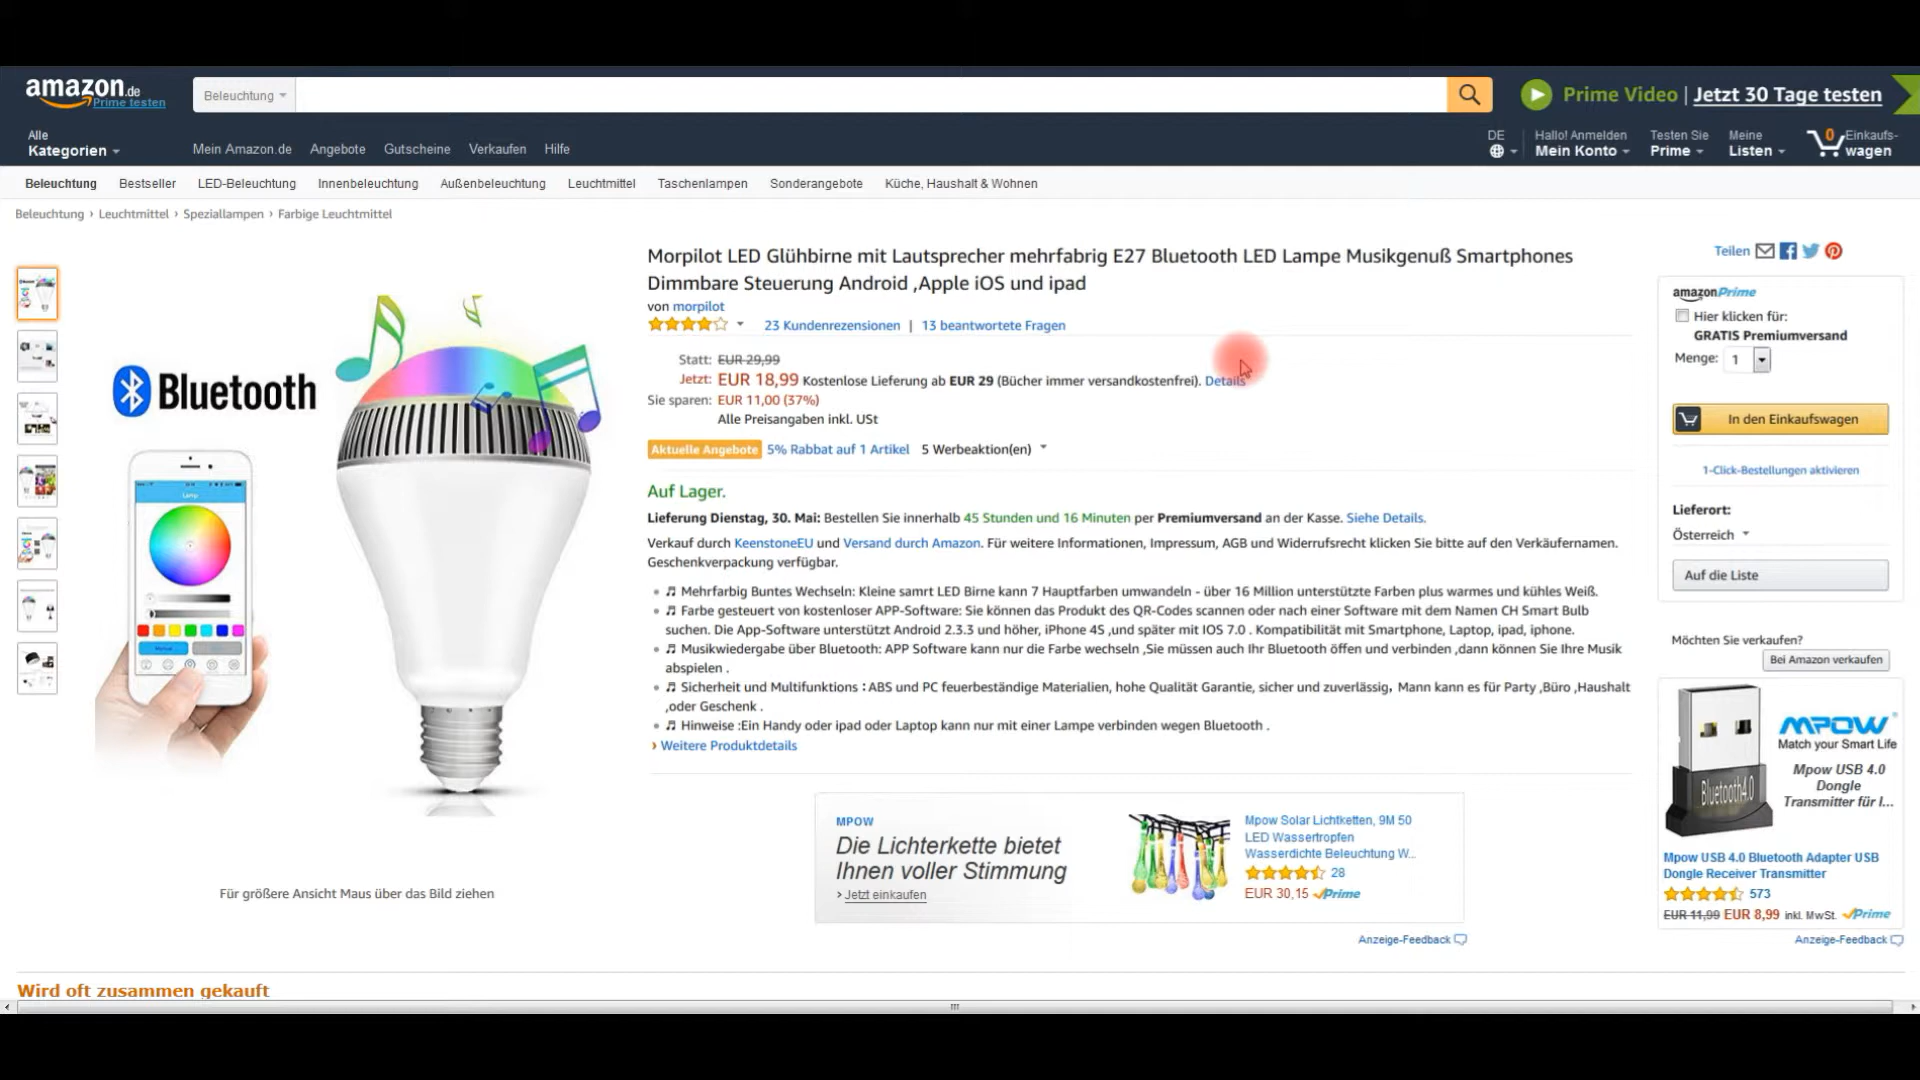 amazon.de
Prime testen
Beleuchtung
Prime Video | Jetzt 30 Tage testen
Alle
Kategorien
Mein Amazon.de Angebote Gutscheine Verkaufen Hilfe
DE
Hallo! Anmelden
Mein Konto
Testen Sie
Prime
Meine
Listen
0
Einkaufs-
wagen
Beleuchtung Bestseller LED-Beleuchtung Innenbeleuchtung Außenbeleuchtung Leuchtmittel Taschenlampen Sonderangebote Küche, Haushalt & Wohnen
Beleuchtung › Leuchtmittel › Speziallampen › Farbige Leuchtmittel
Bluetooth
Lamp
Für größere Ansicht Maus über das Bild ziehen
Morpilot LED Glühbirne mit Lautsprecher mehrfabrig E27 Bluetooth LED Lampe Musikgenuß Smartphones
Dimmbare Steuerung Android ,Apple iOS und ipad
von morpilot
23 Kundenrezensionen | 13 beantwortete Fragen
Statt: EUR 29,99
Jetzt: EUR 18,99 Kostenlose Lieferung ab EUR 29 (Bücher immer versandkostenfrei). Details
Sie sparen: EUR 11,00 (37%)
Alle Preisangaben inkl. USt
Aktuelle Angebote 5% Rabbat auf 1 Artikel 5 Werbeaktion(en)
Auf Lager.
Lieferung Dienstag, 30. Mai: Bestellen Sie innerhalb 45 Stunden und 16 Minuten per Premiumversand an der Kasse. Siehe Details.
Verkauf durch KeenstoneEU und Versand durch Amazon. Für weitere Informationen, Impressum, AGB und Widerrufsrecht klicken Sie bitte auf den Verkäufernamen.
Geschenkverpackung verfügbar.
• ♬ Mehrfarbig Buntes Wechseln: Kleine samrt LED Birne kann 7 Hauptfarben umwandeln - über 16 Million unterstützte Farben plus warmes und kühles Weiß.
• ♬ Farbe gesteuert von kostenloser APP-Software: Sie können das Produkt des QR-Codes scannen oder nach einer Software mit dem Namen CH Smart Bulb
suchen. Die App-Software unterstützt Android 2.3.3 und höher, iPhone 4S ,und später mit IOS 7.0 . Kompatibilität mit Smartphone, Laptop, ipad, iphone.
• ♬ Musikwiedergabe über Bluetooth: APP Software kann nur die Farbe wechseln ,Sie müssen auch Ihr Bluetooth öffen und verbinden ,dann können Sie Ihre Musik
abspielen .
• ♬ Sicherheit und Multifunktions：ABS und PC feuerbeständige Materialien, hohe Qualität Garantie, sicher und zuverlässig，Mann kann es für Party ,Büro ,Haushalt
,oder Geschenk .
• ♬ Hinweise :Ein Handy oder ipad oder Laptop kann nur mit einer Lampe verbinden wegen Bluetooth .
› Weitere Produktdetails
MPOW
Die Lichterkette bietet
Ihnen voller Stimmung
› Jetzt einkaufen
Mpow Solar Lichtketten, 9M 50
LED Wassertropfen
Wasserdichte Beleuchtung W...
28
EUR 30,15 Prime
Anzeige-Feedback
Teilen
amazonPrime
Hier klicken für:
GRATIS Premiumversand
Menge: 1
In den Einkaufswagen
1-Click-Bestellungen aktivieren
Lieferort:
Österreich
Auf die Liste
Möchten Sie verkaufen?
Bei Amazon verkaufen
Bluetooth4.0
MPOW
Match your Smart Life
Mpow USB 4.0
Dongle
Transmitter für I...
Mpow USB 4.0 Bluetooth Adapter USB
Dongle Receiver Transmitter
573
EUR 11,99 EUR 8,99 inkl. MwSt. Prime
Anzeige-Feedback
Wird oft zusammen gekauft